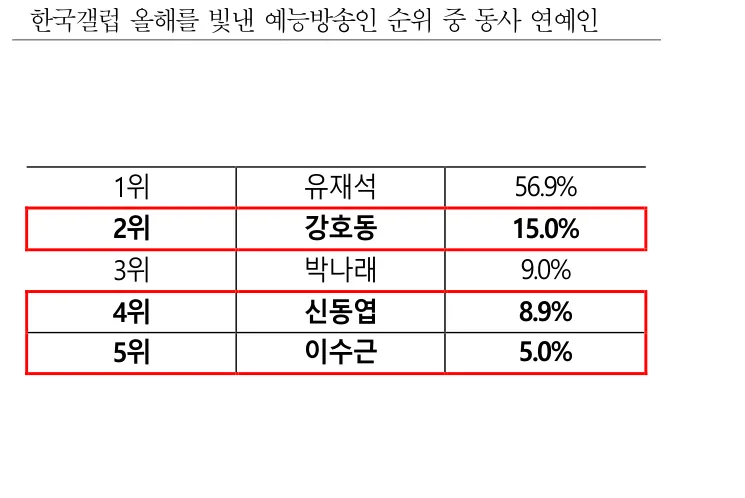 한국갤럽 올해를 빛낸 예능방송인 순위 중 동사 연예인
1위 유재석 56.9%
2위 강호동 15.0%
3위 박나래 9.0%
4위 신동엽 8.9%
5위 이수근 5.0%